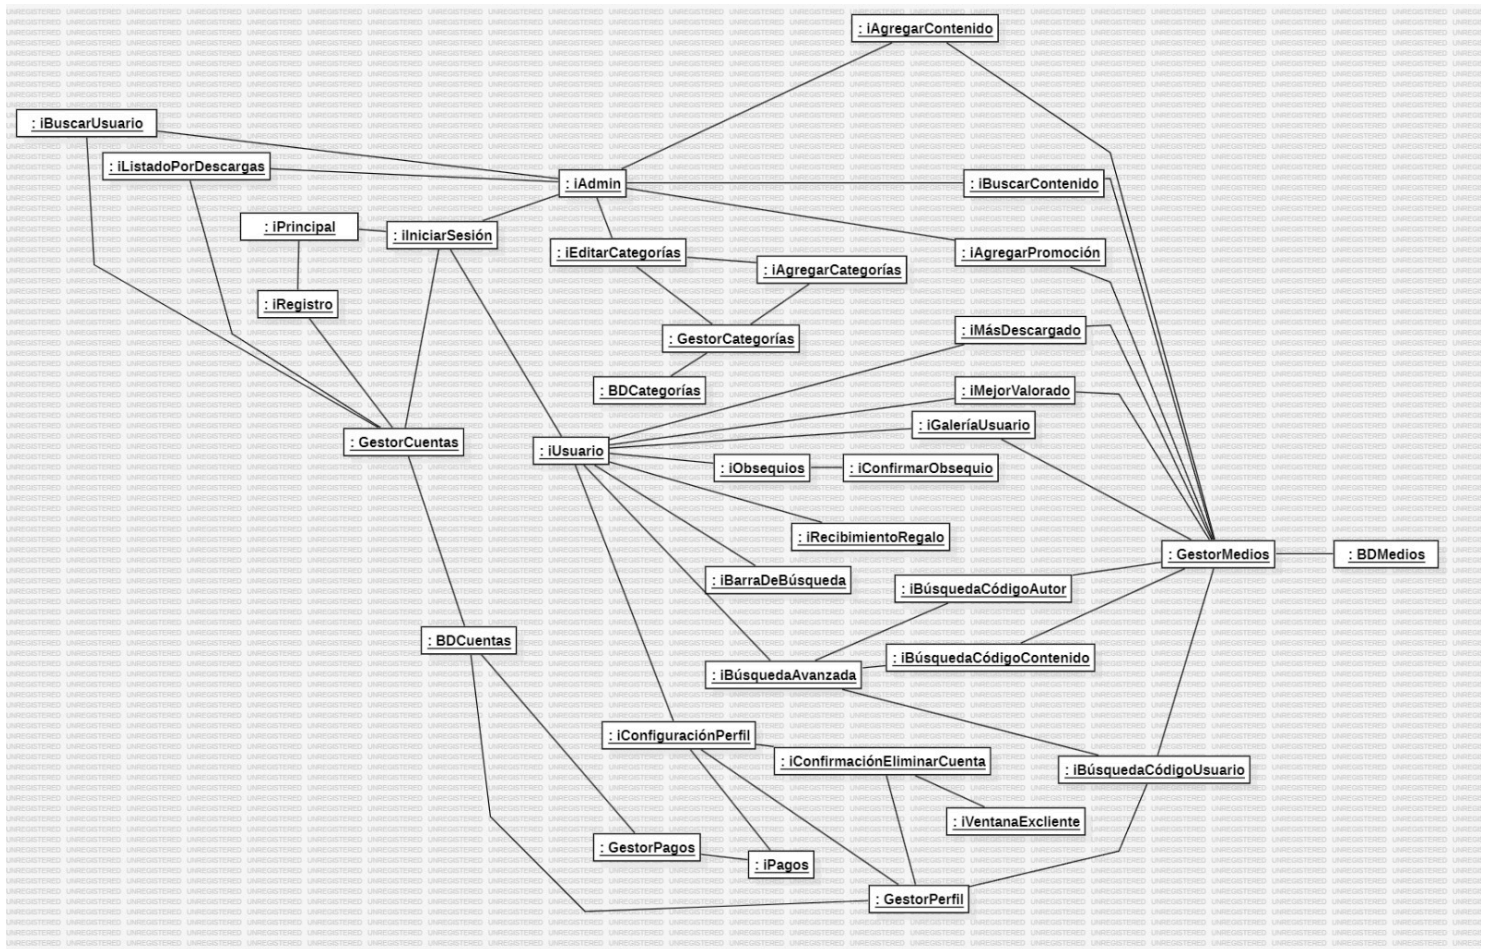 : iAgregarContenido
: iBuscarUsuario
: iListadoPorDescargas
: iAdmin
: iBuscarContenido
: iPrincipal
: iIniciarSesión
: iEditarCategorías
: iAgregarPromoción
: iAgregarCategorías
: iRegistro
: iMásDescargado
: GestorCategorías
: BDCategorías
: iMejorValorado
: iGaleríaUsuario
: GestorCuentas
: iUsuario
: iObsequios
: iConfirmarObsequio
: iRecibimientoRegalo
: GestorMedios
: BDMedios
: iBarraDeBúsqueda
: iBúsquedaCódigoAutor
: BDCuentas
: iBúsquedaCódigoContenido
: iBúsquedaAvanzada
: iConfiguraciónPerfil
: iConfirmaciónEliminarCuenta
: iBúsquedaCódigoUsuario
: iVentanaExcliente
: GestorPagos
: iPagos
: GestorPerfil
UNREGISTERED